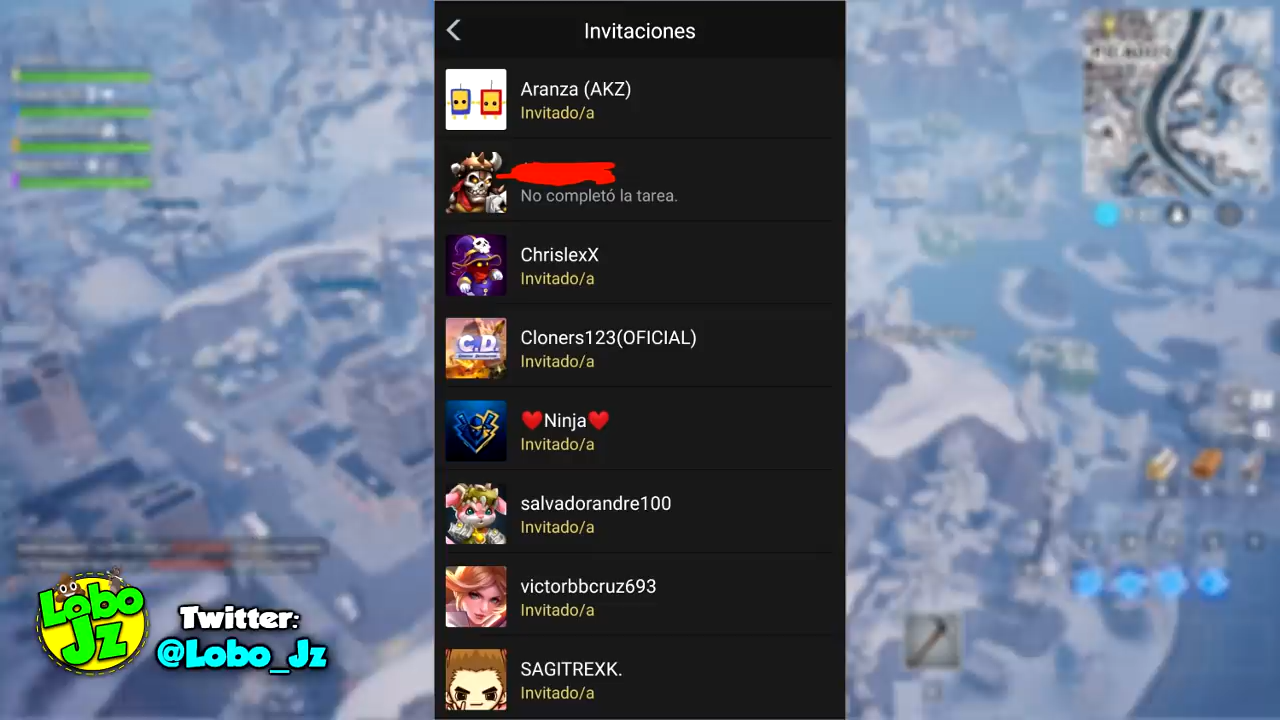 Invitaciones
Aranza (AKZ)
Invitado/a
No completó la tarea.
ChrislexX
Invitado/a
C.D.
Cloners123(OFICIAL)
Invitado/a
❤Ninja❤
Invitado/a
salvadorandre100
Invitado/a
victorbbcruz693
Invitado/a
SAGITREXK.
Invitado/a
Lobo
Jz
Twitter:
@Lobo_Jz